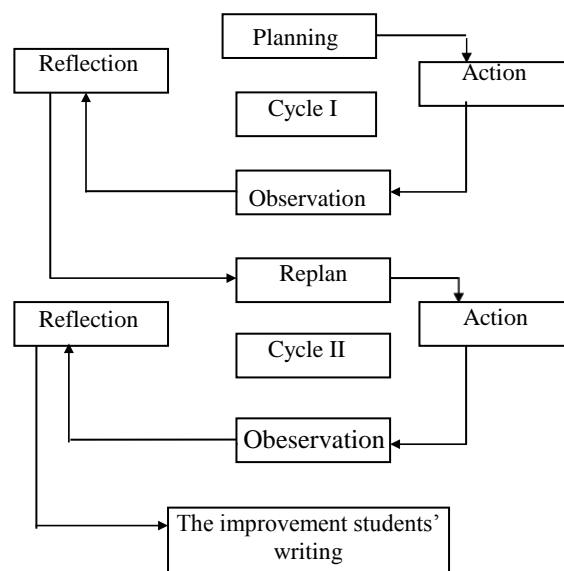 Planning
Reflection
Action
Cycle I
Observation
Replan
Reflection
Action
Cycle II
Obeservation
The improvement students’
writing